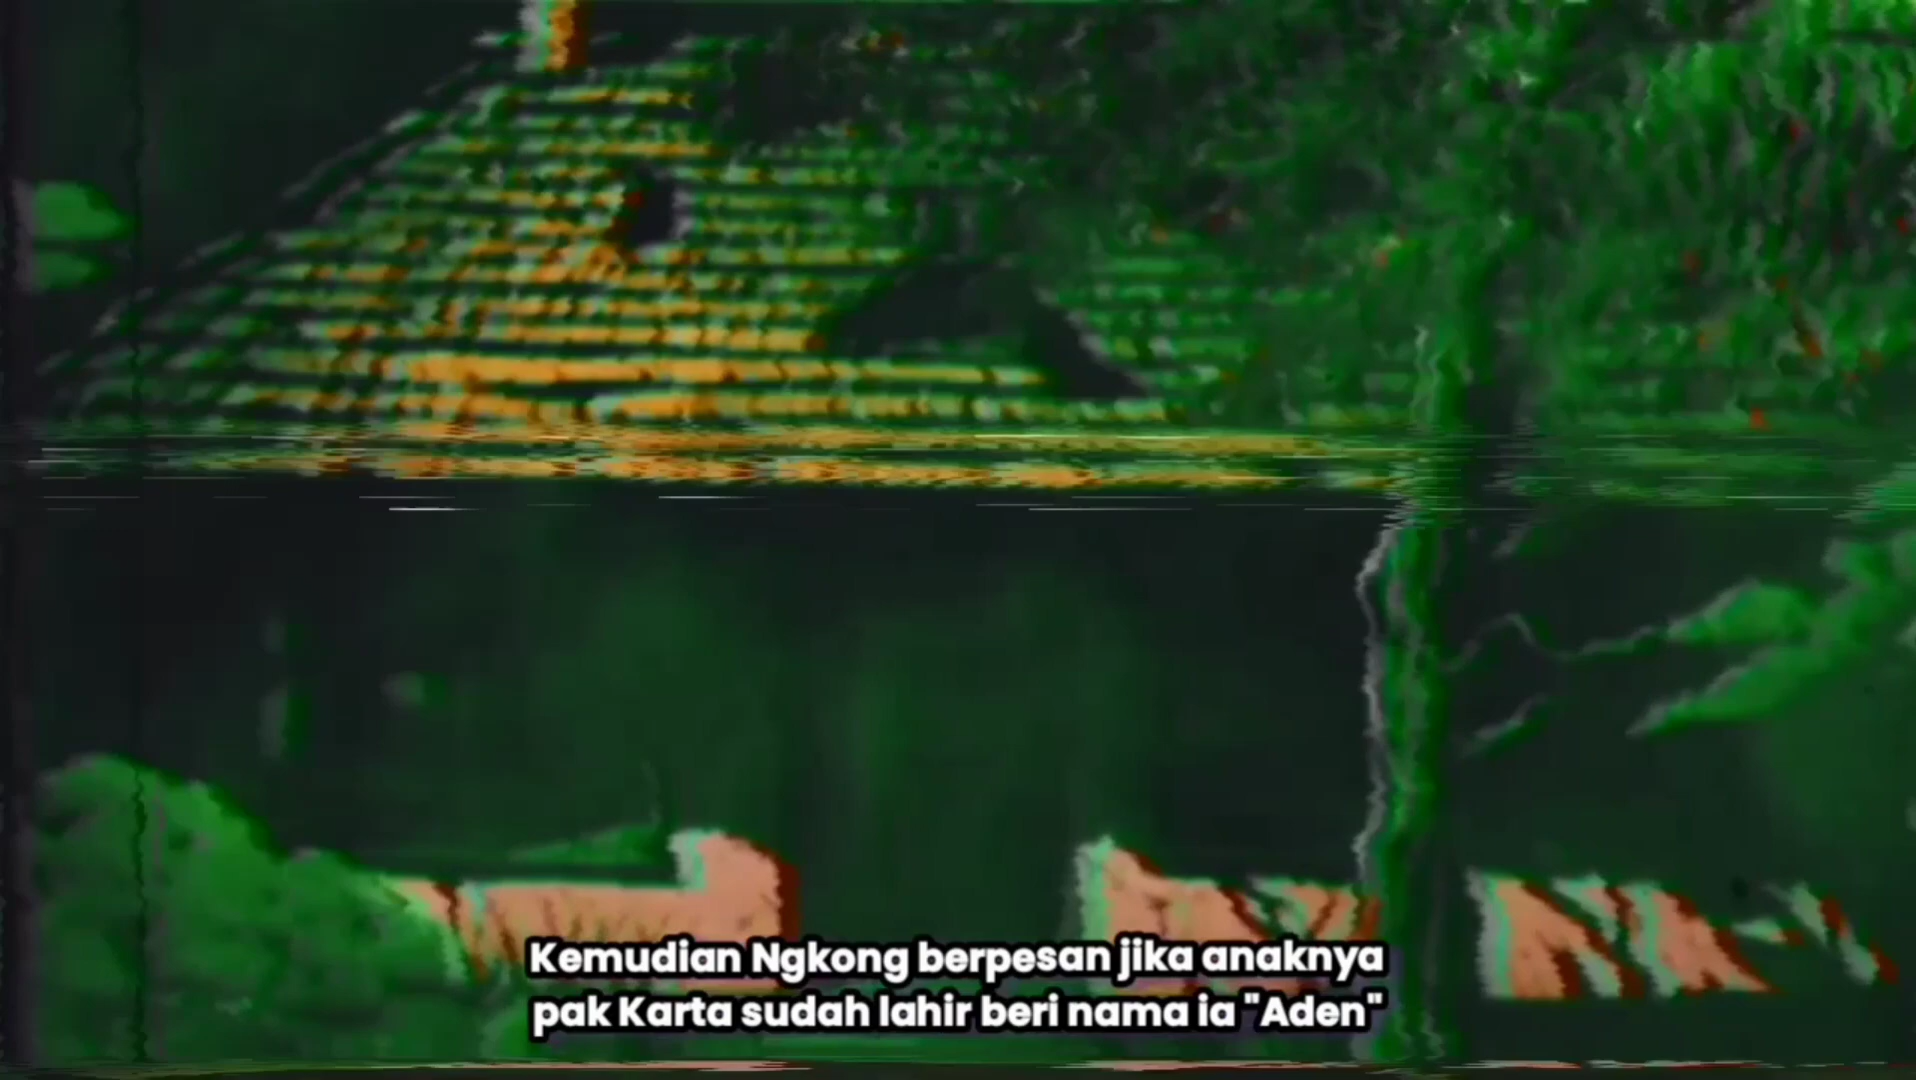 Kemudian Ngkong berpesan jika anaknya
pak Karta sudah lahir beri nama ia "Aden"